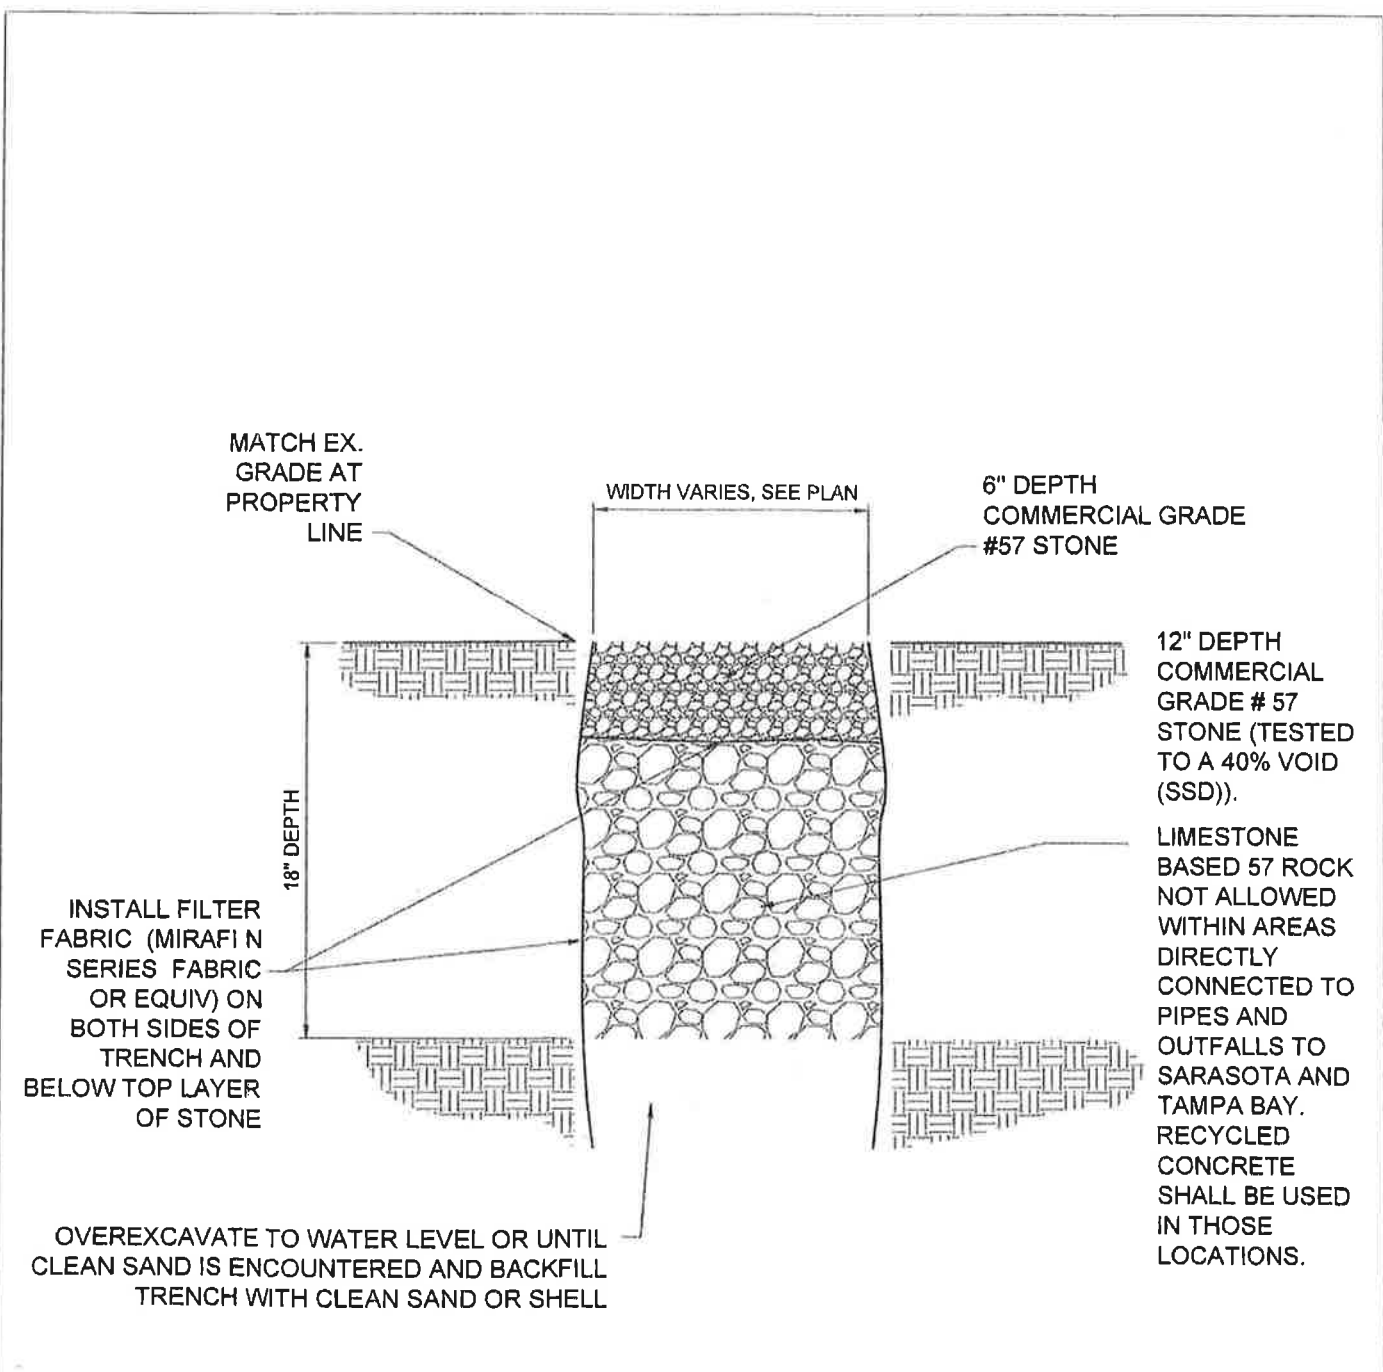 MATCH EX.
GRADE AT
PROPERTY
LINE
WIDTH VARIES, SEE PLAN
6" DEPTH
COMMERCIAL GRADE
#57 STONE
12" DEPTH
COMMERCIAL
GRADE # 57
STONE (TESTED
TO A 40% VOID
(SSD)).
18" DEPTH
LIMESTONE
BASED 57 ROCK
NOT ALLOWED
WITHIN AREAS
DIRECTLY
CONNECTED TO
PIPES AND
OUTFALLS TO
SARASOTA AND
TAMPA BAY.
RECYCLED
CONCRETE
SHALL BE USED
IN THOSE
LOCATIONS.
INSTALL FILTER
FABRIC (MIRAFI N
SERIES FABRIC
OR EQUIV) ON
BOTH SIDES OF
TRENCH AND
BELOW TOP LAYER
OF STONE
OVEREXCAVATE TO WATER LEVEL OR UNTIL
CLEAN SAND IS ENCOUNTERED AND BACKFILL
TRENCH WITH CLEAN SAND OR SHELL